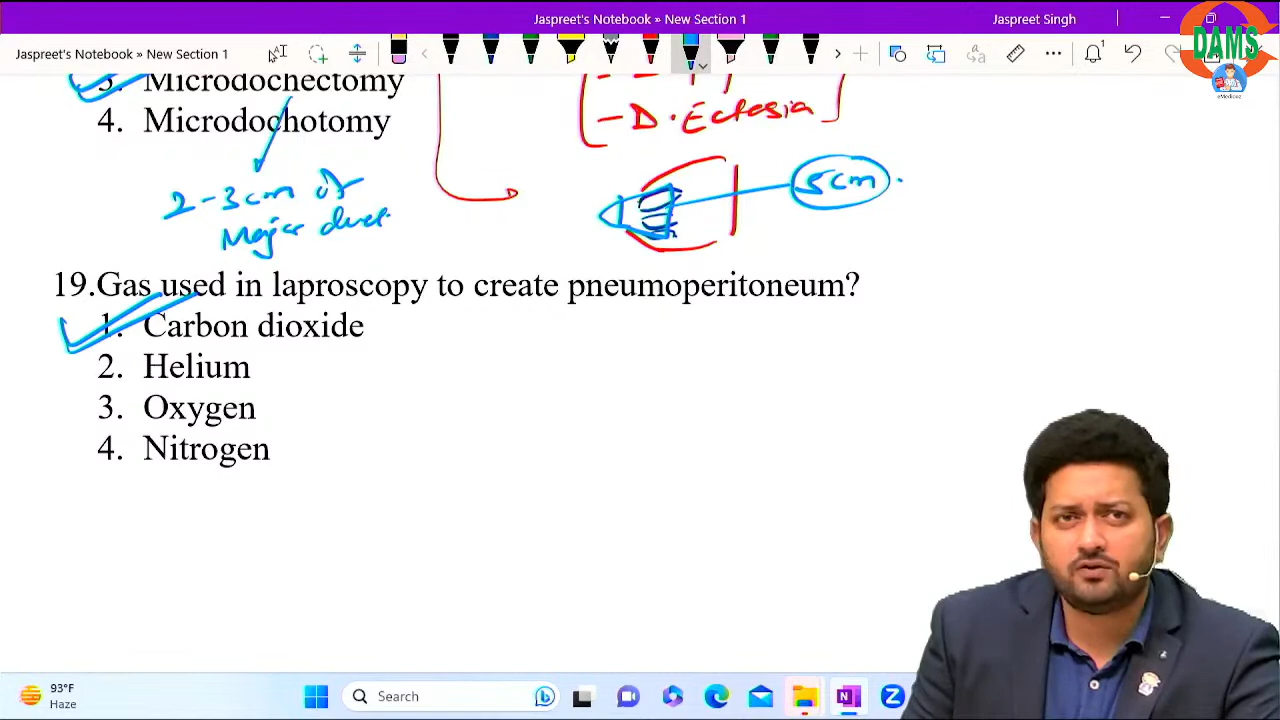 Jaspreet's Notebook » New Section 1
Jaspreet Singh
Jaspreet's Notebook » New Section 1
DAMS
eMedicoz
3. Microdochectomy
4. Microdochotomy
- D. Ectasia
2-3cm of
Major duct
5cm
19.Gas used in laproscopy to create pneumoperitoneum?
1. Carbon dioxide
2. Helium
3. Oxygen
4. Nitrogen
93°F
Haze
Search